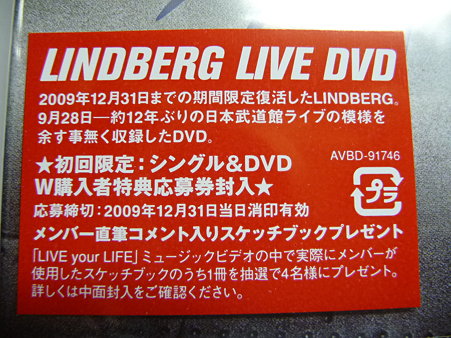 LINDBERG LIVE DVD
2009年12月31日までの期間限定復活したLINDBERG。
9月28日―約12年ぶりの日本武道館ライブの模様を
余す事無く収録したDVD。
★初回限定：シングル&DVD
W購入者特典応募券封入★
AVBD-91746
プラ
応募締切：2009年12月31日当日消印有効
メンバー直筆コメント入りスケッチブックプレゼント
「LIVE your LIFE」ミュージックビデオの中で実際にメンバーが
使用したスケッチブックのうち1冊を抽選で4名様にプレゼント。
詳しくは中面封入をご確認ください。